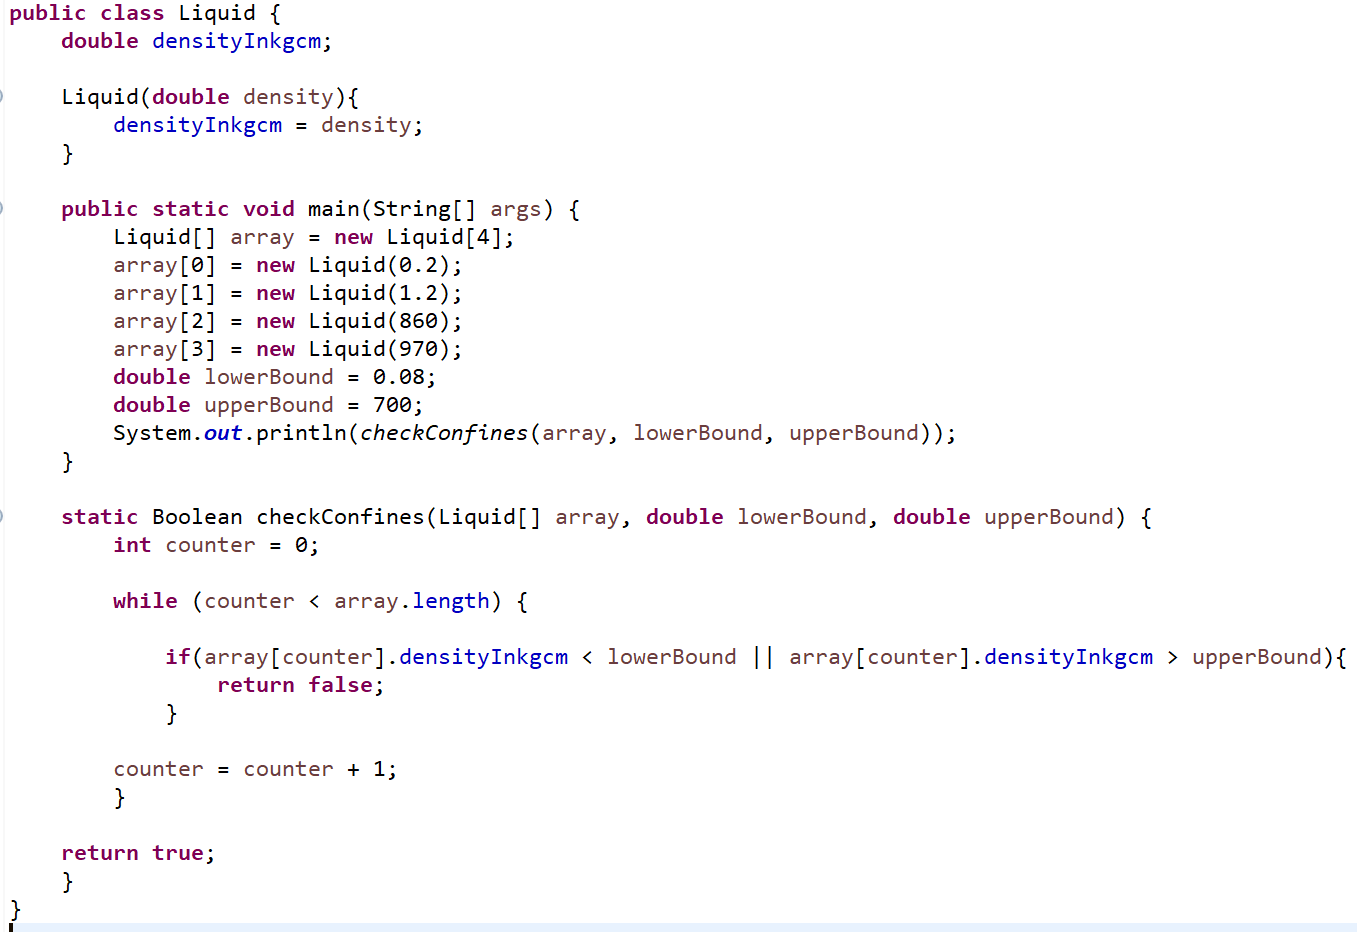 public class Liquid {
    double densityInkgcm;

    Liquid(double density){
        densityInkgcm = density;
    }

    public static void main(String[] args) {
        Liquid[] array = new Liquid[4];
        array[0] = new Liquid(0.2);
        array[1] = new Liquid(1.2);
        array[2] = new Liquid(860);
        array[3] = new Liquid(970);
        double lowerBound = 0.08;
        double upperBound = 700;
        System.out.println(checkConfines(array, lowerBound, upperBound));
    }

    static Boolean checkConfines(Liquid[] array, double lowerBound, double upperBound) {
        int counter = 0;

        while (counter < array.length) {

            if(array[counter].densityInkgcm < lowerBound || array[counter].densityInkgcm > upperBound){
                return false;
            }

        counter = counter + 1;
        }

    return true;
    }
}